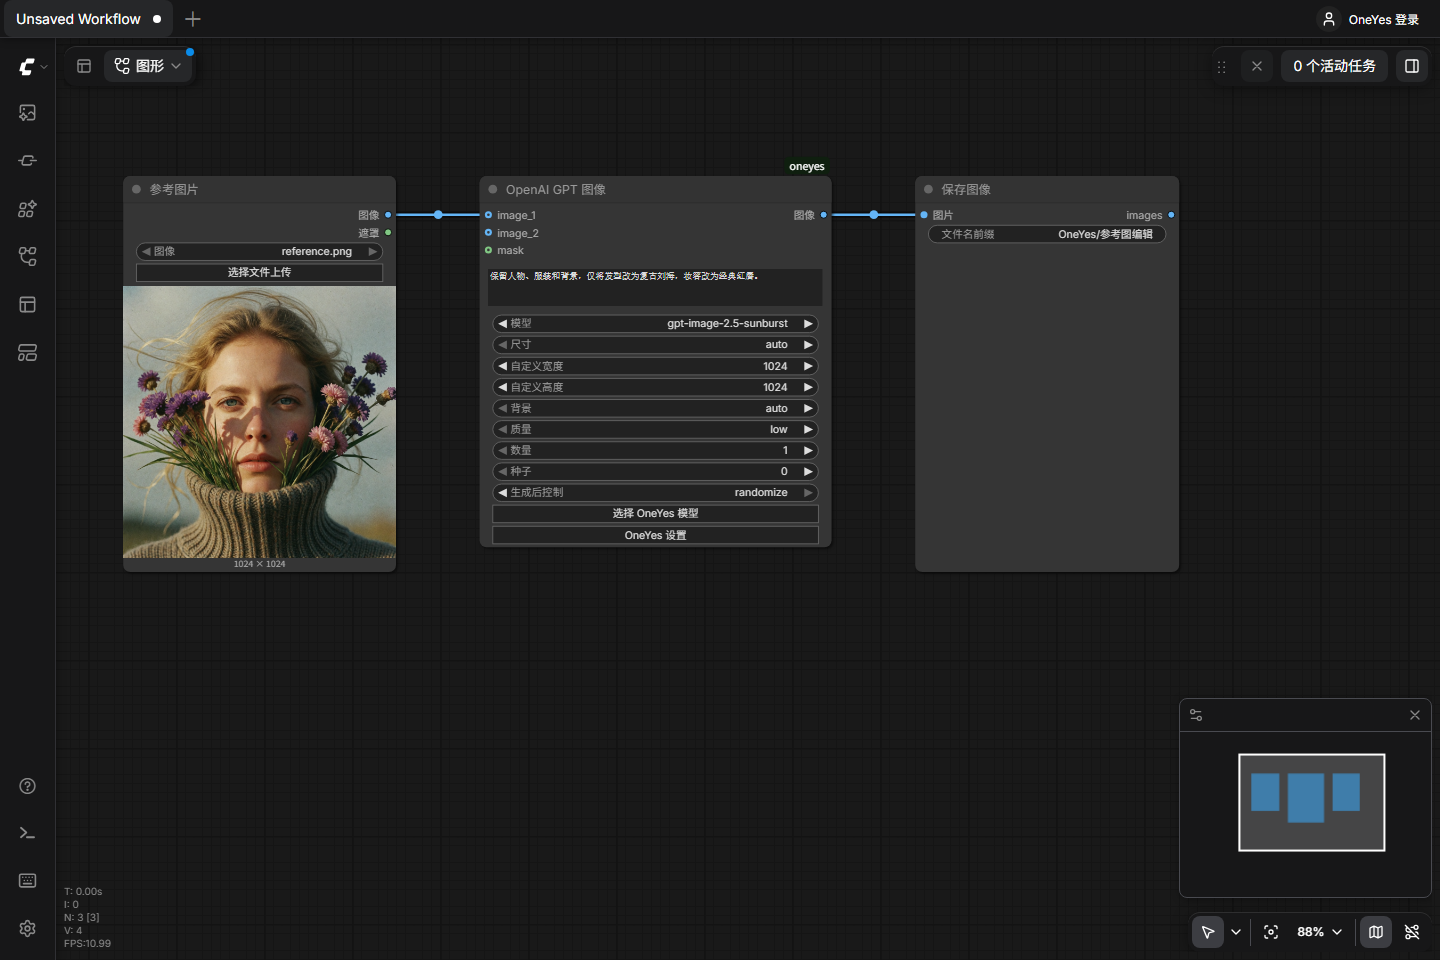 Unsaved Workflow
OneYes 登录
图形
0 个活动任务
oneyes
参考图片
图像
遮罩
图像 reference.png
选择文件上传
1024 × 1024
OpenAI GPT 图像
image_1 图像
image_2
mask
保留人物、服装和背景，仅将发型改为复古刘海，妆容改为经典红唇。
模型 gpt-image-2.5-sunburst
尺寸 auto
自定义宽度 1024
自定义高度 1024
背景 auto
质量 low
数量 1
种子 0
生成后控制 randomize
选择 OneYes 模型
OneYes 设置
保存图像
图片 images
文件名前缀 OneYes/参考图编辑
T: 0.00s
I: 0
N: 3 [3]
V: 4
FPS:10.99
88%